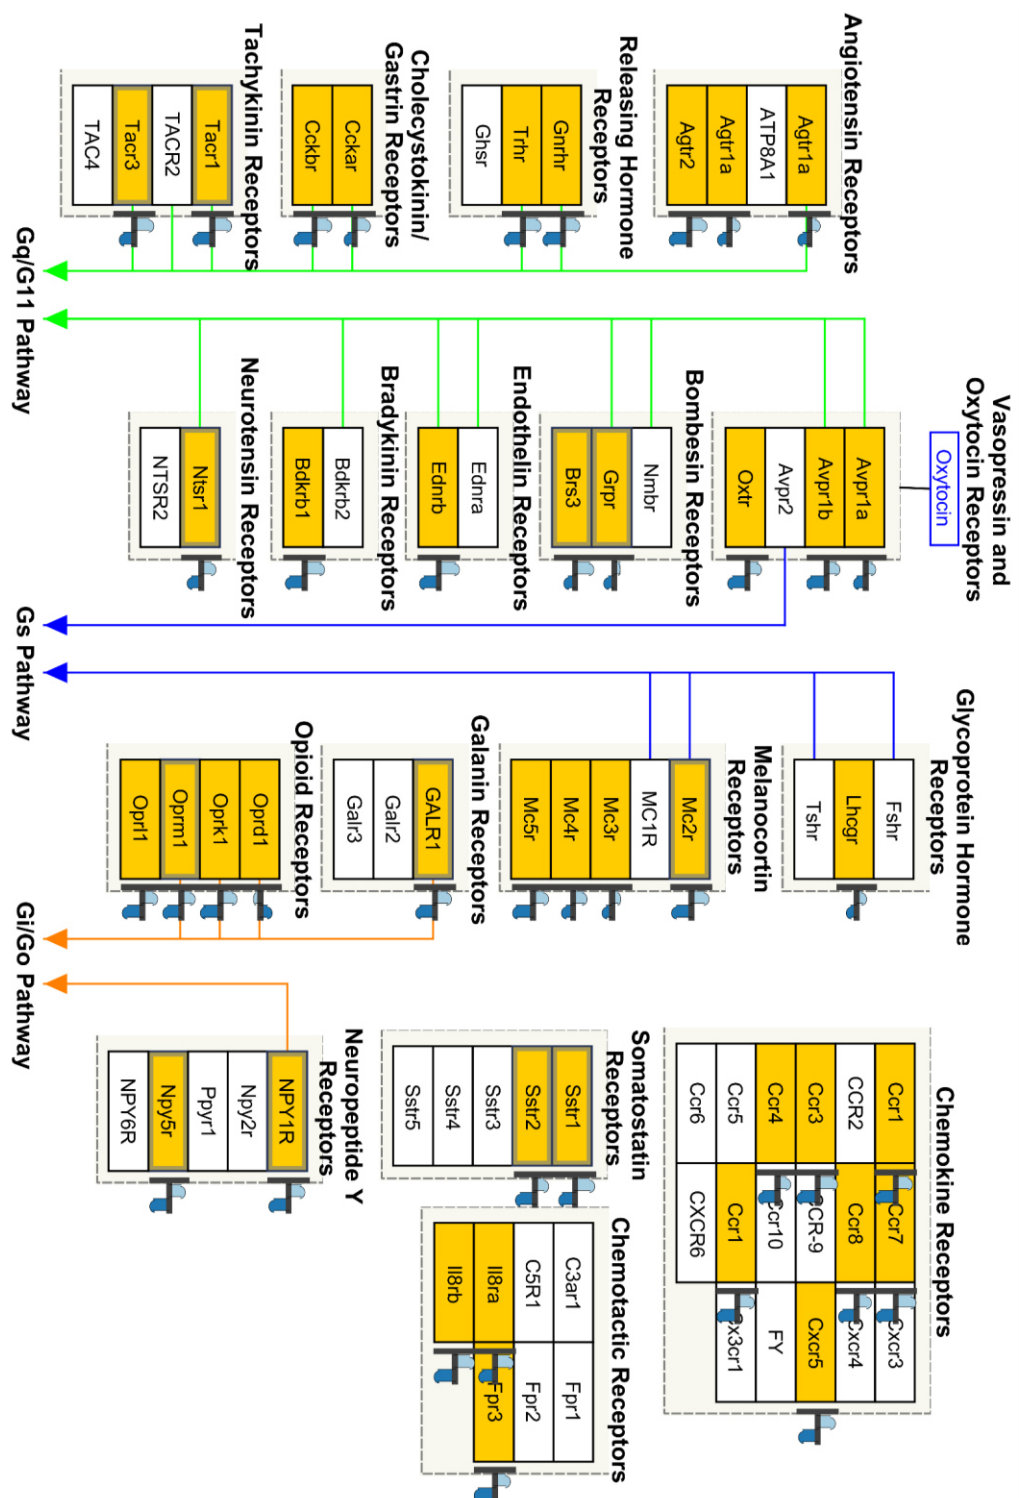 Angiotensin Receptors
Agtr1a
ATP8A1
Agtr1a
Agtr2
Releasing Hormone
Receptors
Gnrhr
Trhr
Ghsr
Cholecystokinin/
Gastrin Receptors
Cckar
Cckbr
Tachykinin Receptors
Tacr1
TACR2
Tacr3
TAC4
Gq/G11 Pathway
Vasopressin and
Oxytocin Receptors
Oxytocin
Avpr1a
Avpr1b
Avpr2
Oxtr
Bombesin Receptors
Nmbr
Grpr
Brs3
Endothelin Receptors
Ednra
Ednrb
Bradykinin Receptors
Bdkrb2
Bdkrb1
Neurotensin Receptors
Ntsr1
NTSR2
Gs Pathway
Glycoprotein Hormone
Receptors
Fshr
Lhcgr
Tshr
Melanocortin
Receptors
Mc2r
MC1R
Mc3r
Mc4r
Mc5r
Galanin Receptors
GALR1
Galr2
Galr3
Opioid Receptors
Oprd1
Oprk1
Oprm1
Oprl1
Gi/Go Pathway
Chemokine Receptors
Ccr1 Ccr7 Cxcr3
CCR2 Ccr8 Cxcr4
Ccr3 CCR-9 Cxcr5
Ccr4 Ccr10 FY
Ccr5 Ccr1 Cx3cr1
Ccr6 CXCR6
Somatostatin
Receptors
Sstr1
Sstr2
Sstr3
Sstr4
Sstr5
Chemotactic Receptors
C3ar1 Fpr1
C5R1 Fpr2
Il8ra Fpr3
Il8rb
Neuropeptide Y
Receptors
NPY1R
Npy2r
Ppyr1
Npy5r
NPY6R